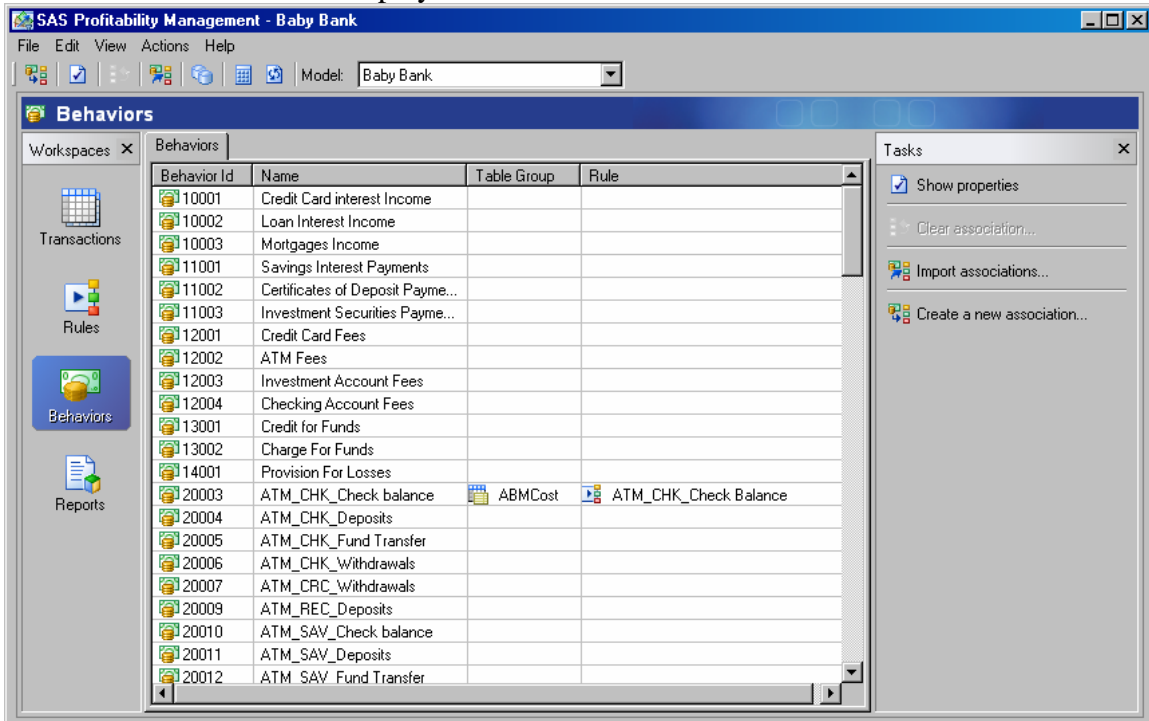 SAS Profitability Management - Baby Bank
File Edit View Actions Help
Model: Baby Bank
Behaviors
Workspaces
Transactions
Rules
Behaviors
Reports
Behaviors
Behavior Id Name Table Group Rule
10001 Credit Card interest Income
10002 Loan Interest Income
10003 Mortgages Income
11001 Savings Interest Payments
11002 Certificates of Deposit Payme...
11003 Investment Securities Payme...
12001 Credit Card Fees
12002 ATM Fees
12003 Investment Account Fees
12004 Checking Account Fees
13001 Credit for Funds
13002 Charge For Funds
14001 Provision For Losses
20003 ATM_CHK_Check balance ABMCost ATM_CHK_Check Balance
20004 ATM_CHK_Deposits
20005 ATM_CHK_Fund Transfer
20006 ATM_CHK_Withdrawals
20007 ATM_CRC_Withdrawals
20009 ATM_REC_Deposits
20010 ATM_SAV_Check balance
20011 ATM_SAV_Deposits
20012 ATM_SAV_Fund Transfer
Tasks
Show properties
Clear association...
Import associations...
Create a new association...